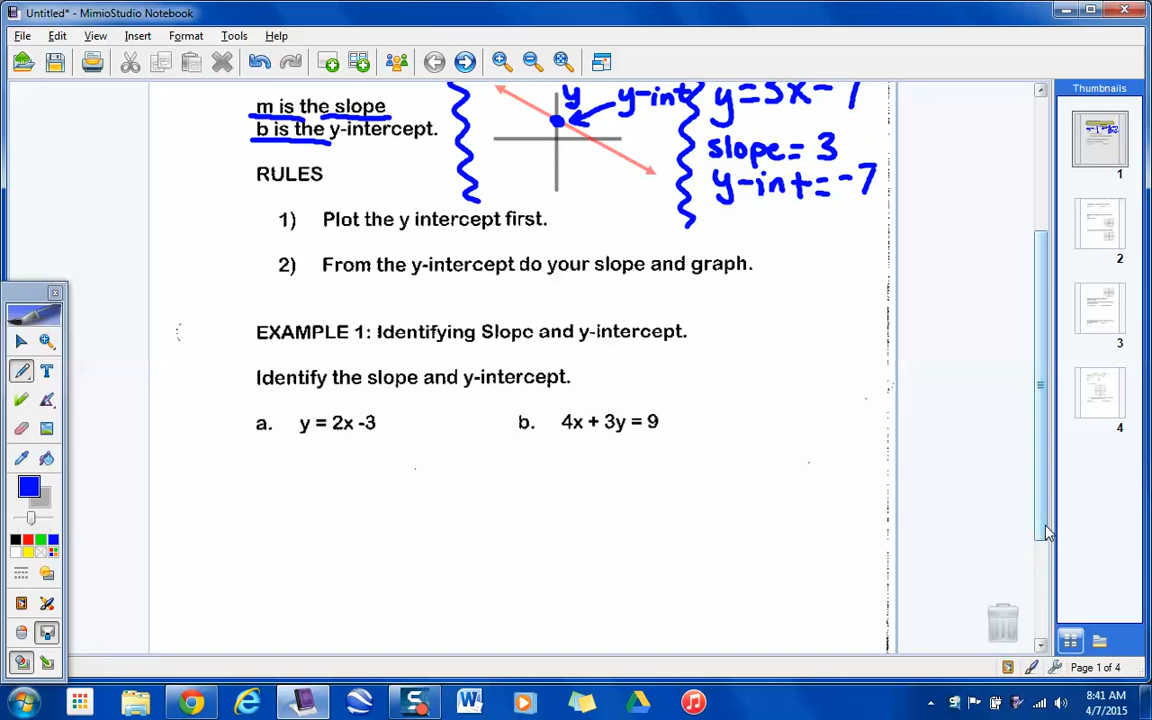 Untitled* - MimioStudio Notebook
File Edit View Insert Format Tools Help
m is the slope
b is the y-intercept.
y
y-int
y=3x-7
slope= 3
y-int=-7
RULES
1) Plot the y intercept first.
2) From the y-intercept do your slope and graph.
EXAMPLE 1: Identifying Slope and y-intercept.
Identify the slope and y-intercept.
a. y = 2x -3 b. 4x + 3y = 9
Thumbnails
1
2
3
4
Page 1 of 4
8:41 AM
4/7/2015